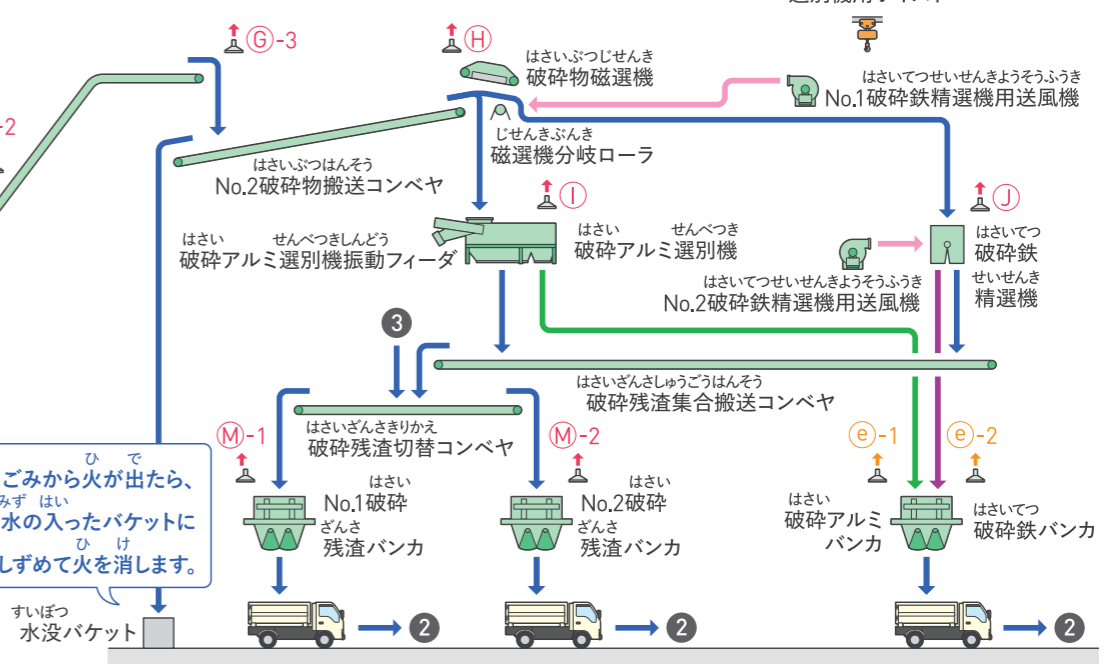 Ⓖ-3
Ⓗ
はさいぶつじせんき
破砕物磁選機
はさいてつせいせんきようそうふうき
No.1破砕鉄精選機用送風機
-2
じせんきぶんき
磁選機分岐ローラ
はさいぶつはんそう
No.2破砕物搬送コンベヤ
Ⓘ
Ⓙ
はさい せんべつきしんどう
破砕アルミ選別機振動フィーダ
はさい せんべつき
破砕アルミ選別機
はさいてつ
破砕鉄
せいせんき
精選機
はさいてつせいせんきようそうふうき
No.2破砕鉄精選機用送風機
3
はさいざんさしゅうごうはんそう
破砕残渣集合搬送コンベヤ
はさいざんさきりかえ
破砕残渣切替コンベヤ
Ⓜ-1
Ⓜ-2
ⓔ-1
ⓔ-2
はさい
No.1破砕
ざんさ
残渣バンカ
はさい
No.2破砕
ざんさ
残渣バンカ
はさい
破砕アルミ
バンカ
はさいてつ
破砕鉄バンカ
ひ で
ごみから火が出たら、
みず はい
水の入ったバケットに
ひ け
しずめて火を消します。
すいぼつ
水没バケット
2
2
2